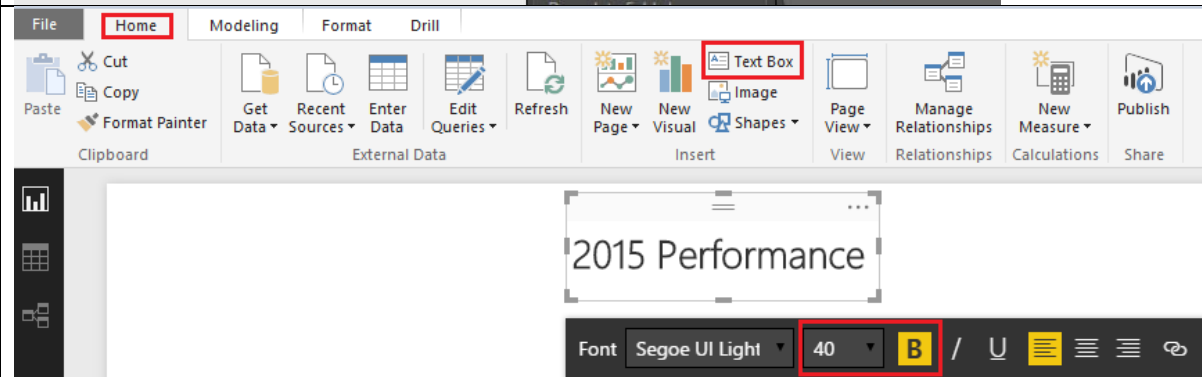 File Home Modeling Format Drill
Cut
Copy
Format Painter
Paste
Clipboard
Get Data
Recent Sources
Enter Data
Edit Queries
Refresh
External Data
New Page
New Visual
Text Box
Image
Shapes
Insert
Page View
View
Manage Relationships
Relationships
New Measure
Calculations
Publish
Share
2015 Performance
Font Segoe UI Light 40 B / U